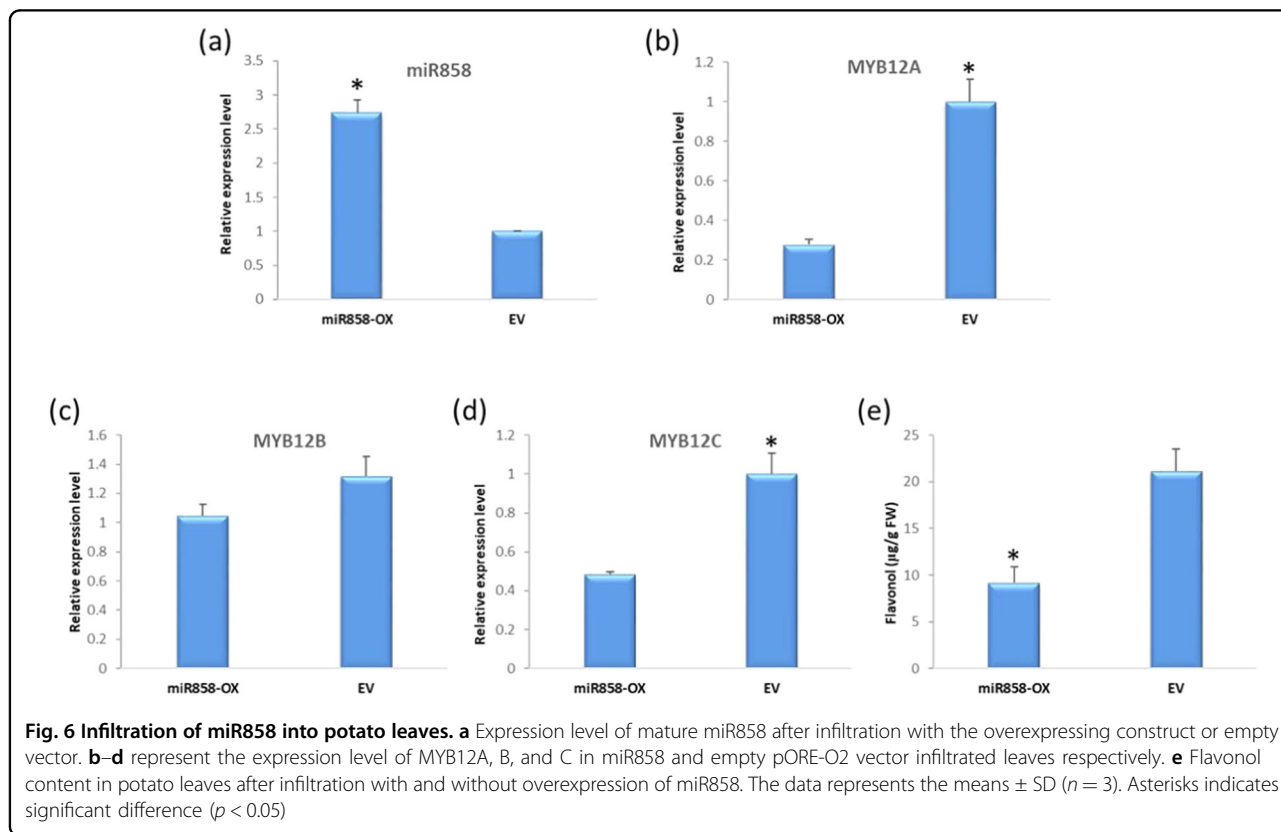 (a)
miR858
*
Relative expression level
3.5
3
2.5
2
1.5
1
0.5
0
miR858-OX EV
(b)
MYB12A
*
Relative expression level
1.2
1
0.8
0.6
0.4
0.2
0
miR858-OX EV
(c)
MYB12B
Relative expression level
1.6
1.4
1.2
1
0.8
0.6
0.4
0.2
0
miR858-OX EV
(d)
MYB12C
*
Relative expression level
1.2
1
0.8
0.6
0.4
0.2
0
miR858-OX EV
(e)
*
Flavonol (µg/g FW)
25
20
15
10
5
0
miR858-OX EV
Fig. 6 Infiltration of miR858 into potato leaves. a Expression level of mature miR858 after infiltration with the overexpressing construct or empty
vector. b–d represent the expression level of MYB12A, B, and C in miR858 and empty pORE-O2 vector infiltrated leaves respectively. e Flavonol
content in potato leaves after infiltration with and without overexpression of miR858. The data represents the means ± SD (n = 3). Asterisks indicates
significant difference (p < 0.05)